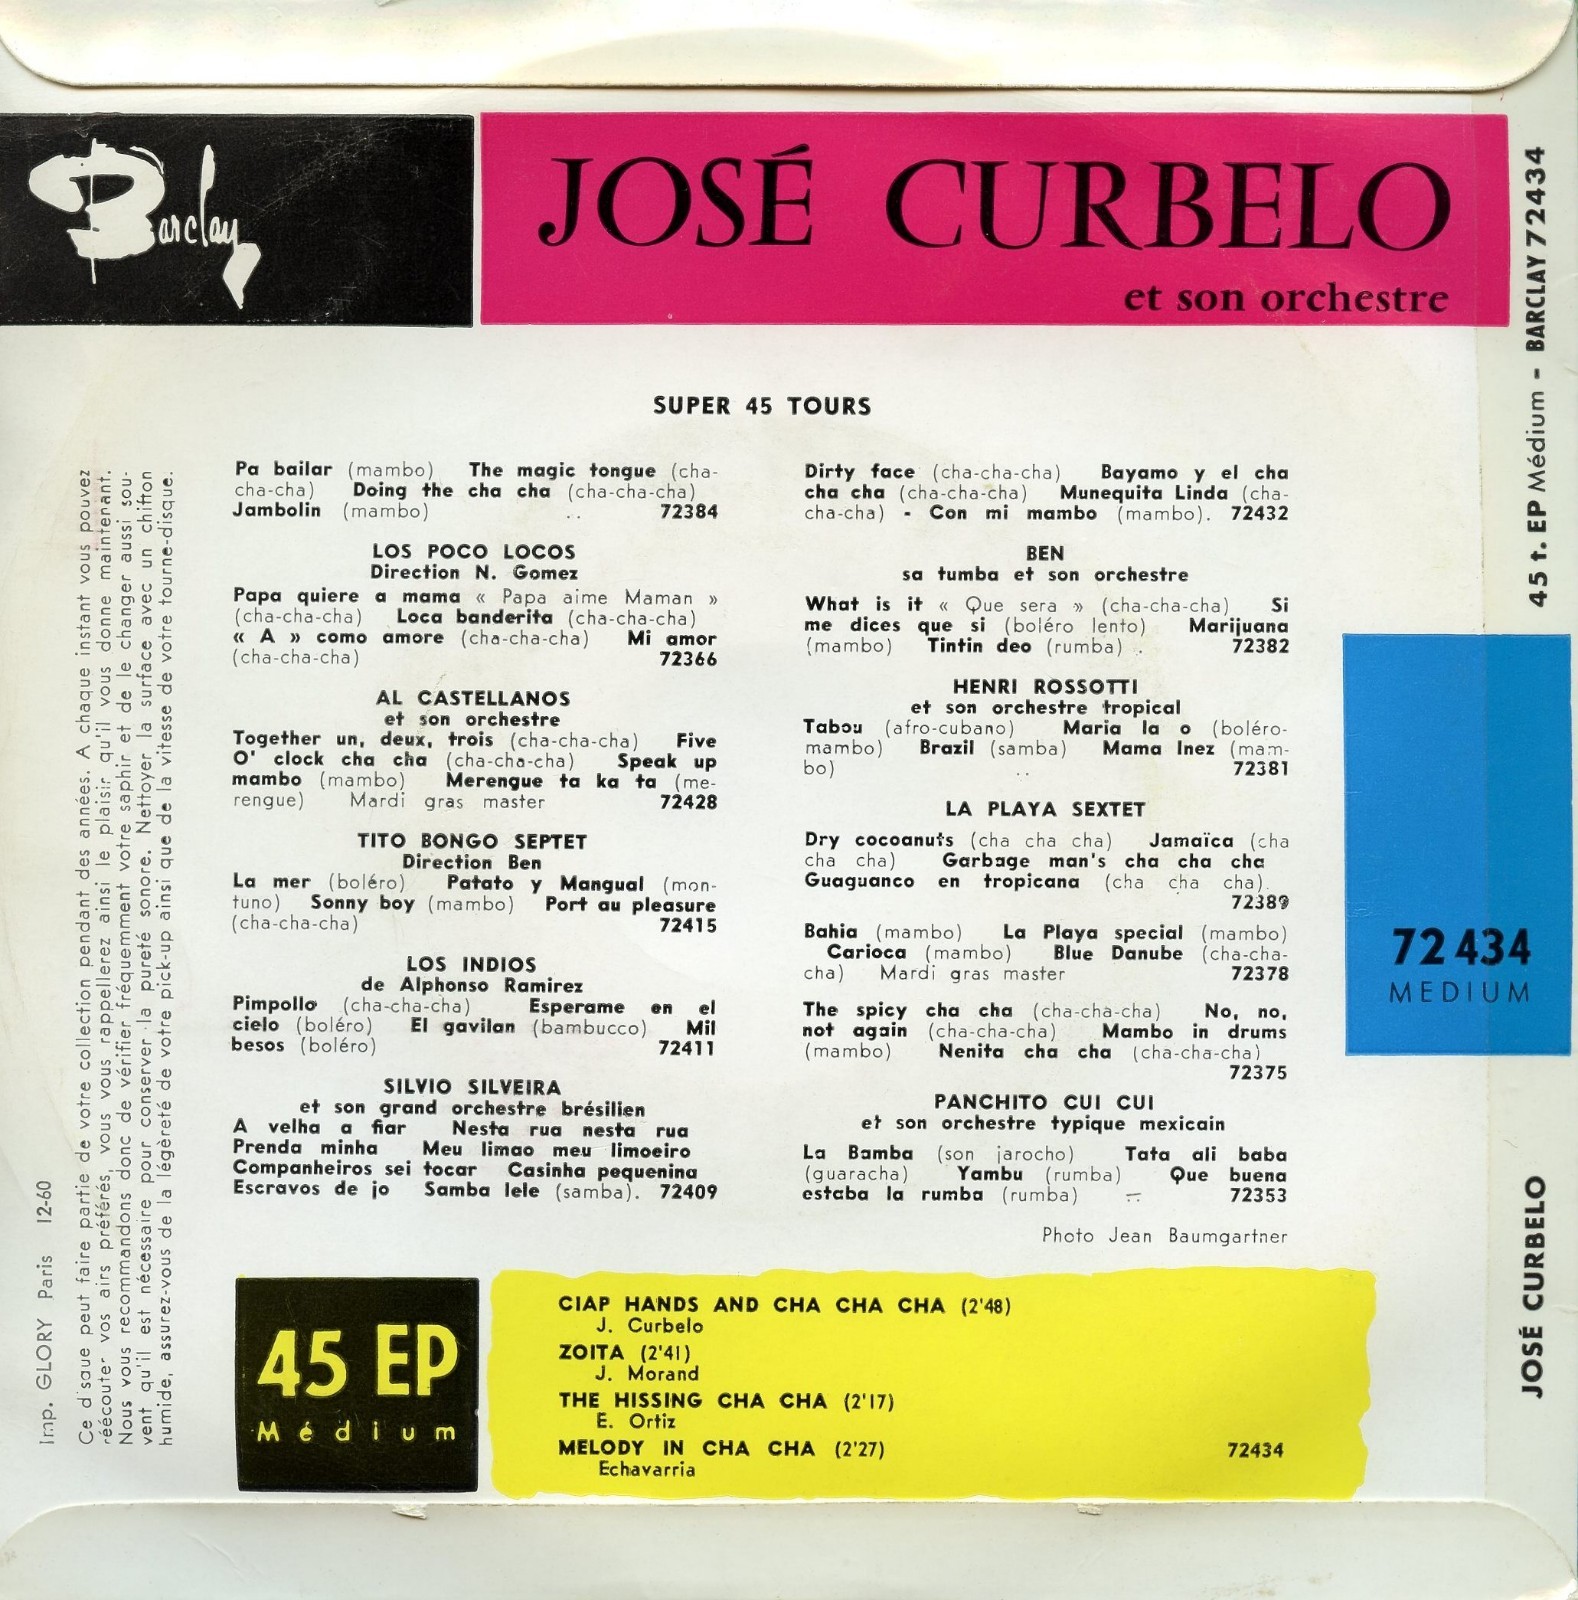 Barclay
JOSÉ CURBELO
et son orchestre
SUPER 45 TOURS
Pa bailar (mambo) The magic tongue (cha-
cha-cha) Doing the cha cha (cha-cha-cha)
Jambolin (mambo) .. 72384
LOS POCO LOCOS
Direction N. Gomez
Papa quiere a mama « Papa aime Maman »
(cha-cha-cha) Loca banderita (cha-cha-cha)
« A » como amore (cha-cha-cha) Mi amor
(cha-cha-cha) 72366
AL CASTELLANOS
et son orchestre
Together un, deux, trois (cha-cha-cha) Five
O' clock cha cha (cha-cha-cha) Speak up
mambo (mambo) Merengue ta ka ta (me-
rengue) Mardi gras master 72428
TITO BONGO SEPTET
Direction Ben
La mer (boléro) Patato y Mangual (mon-
tuno) Sonny boy (mambo) Port au pleasure
(cha-cha-cha) 72415
LOS INDIOS
de Alphonso Ramirez
Pimpollo (cha-cha-cha) Esperame en el
cielo (boléro) El gavilan (bambucco) Mil
besos (boléro) 72411
SILVIO SILVEIRA
et son grand orchestre brésilien
A velha a fiar Nesta rua nesta rua
Prenda minha Meu limao meu limoeiro
Companheiros sei tocar Casinha pequenina
Escravos de jo Samba lele (samba). 72409
Dirty face (cha-cha-cha) Bayamo y el cha
cha cha (cha-cha-cha) Munequita Linda (cha-
cha-cha) - Con mi mambo (mambo). 72432
BEN
sa tumba et son orchestre
What is it « Que sera » (cha-cha-cha) Si
me dices que si (boléro lento) Marijuana
(mambo) Tintin deo (rumba) . 72382
HENRI ROSSOTTI
et son orchestre tropical
Tabou (afro-cubano) Maria la o (boléro-
mambo) Brazil (samba) Mama Inez (mam-
bo) .. 72381
LA PLAYA SEXTET
Dry cocoanuts (cha cha cha) Jamaïca (cha
cha cha) Garbage man's cha cha cha
Guaguanco en tropicana (cha cha cha).
72389
Bahia (mambo) La Playa special (mambo)
Carioca (mambo) Blue Danube (cha-cha-
cha) Mardi gras master 72378
The spicy cha cha (cha-cha-cha) No, no,
not again (cha-cha-cha) Mambo in drums
(mambo) Nenita cha cha (cha-cha-cha)
72375
PANCHITO CUI CUI
et son orchestre typique mexicain
La Bamba (son jarocho) Tata ali baba
(guaracha) Yambu (rumba) Que buena
estaba la rumba (rumba) 72353
Photo Jean Baumgartner
45 EP
Médium
CIAP HANDS AND CHA CHA CHA (2'48)
J. Curbelo
ZOITA (2'41)
J. Morand
THE HISSING CHA CHA (2'17)
E. Ortiz
MELODY IN CHA CHA (2'27) 72434
Echavarria
Imp. GLORY Paris 12-60
Ce d sque peut faire partie de votre collection pendant des années. A chaque instant vous pouvez
réécouter vos airs préférés, vous vous rappellerez ainsi le plaisir qu'il vous donne maintenant.
Nous vous recommandons donc de vérifier fréquemment votre saphir et de le changer aussi sou-
vent qu'il est nécessaire pour conserver la pureté sonore. Nettoyer la surface avec un chiffon
humide, assurez-vous de la légèreté de votre pick-up ainsi que de la vitesse de votre tourne-disque.
72 434
MEDIUM
45 t. EP Médium - BARCLAY 72434
JOSÉ CURBELO